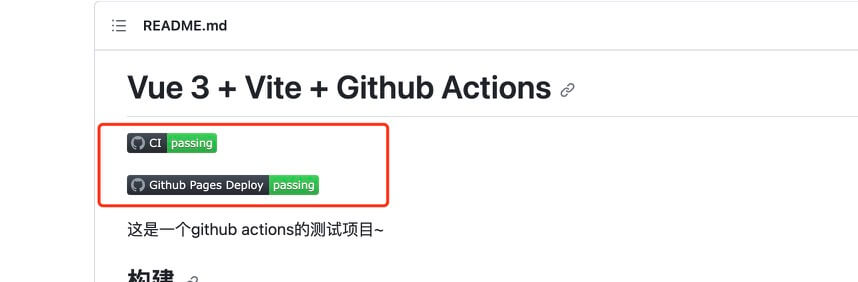 README.md
Vue 3 + Vite + Github Actions
CI passing
Github Pages Deploy passing
这是一个github actions的测试项目~
构建